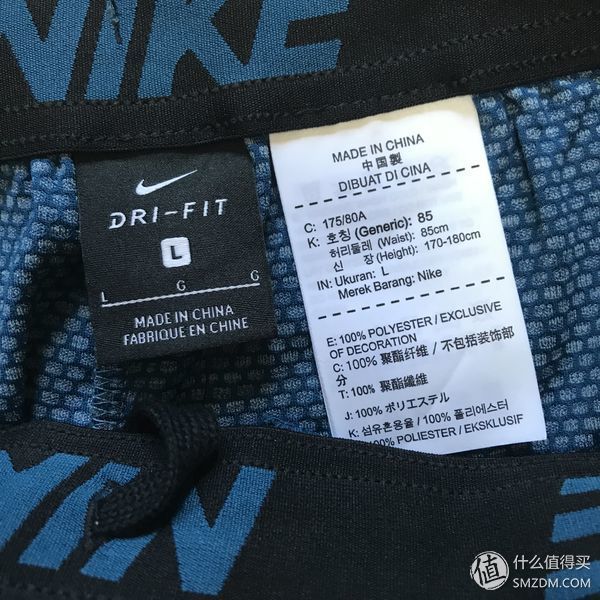 NIKE
DRI-FIT
L
L G G
MADE IN CHINA
FABRIQUE EN CHINE
MADE IN CHINA
中国製
DIBUAT DI CINA
C: 175/80A
K: 호칭 (Generic): 85
허리둘레 (Waist): 85cm
신 장 (Height): 170-180cm
IN: Ukuran: L
Merek Barang: Nike
E: 100% POLYESTER / EXCLUSIVE
OF DECORATION
C: 100% 聚酯纤维 / 不包括装饰部
分
T: 100% 聚酯纖維
J: 100% ポリエステル
K: 섬유혼용율 / 100% 폴리에스터
100% POLYESTER / EKSKLUSIF
值 什么值得买
SMZDM.COM